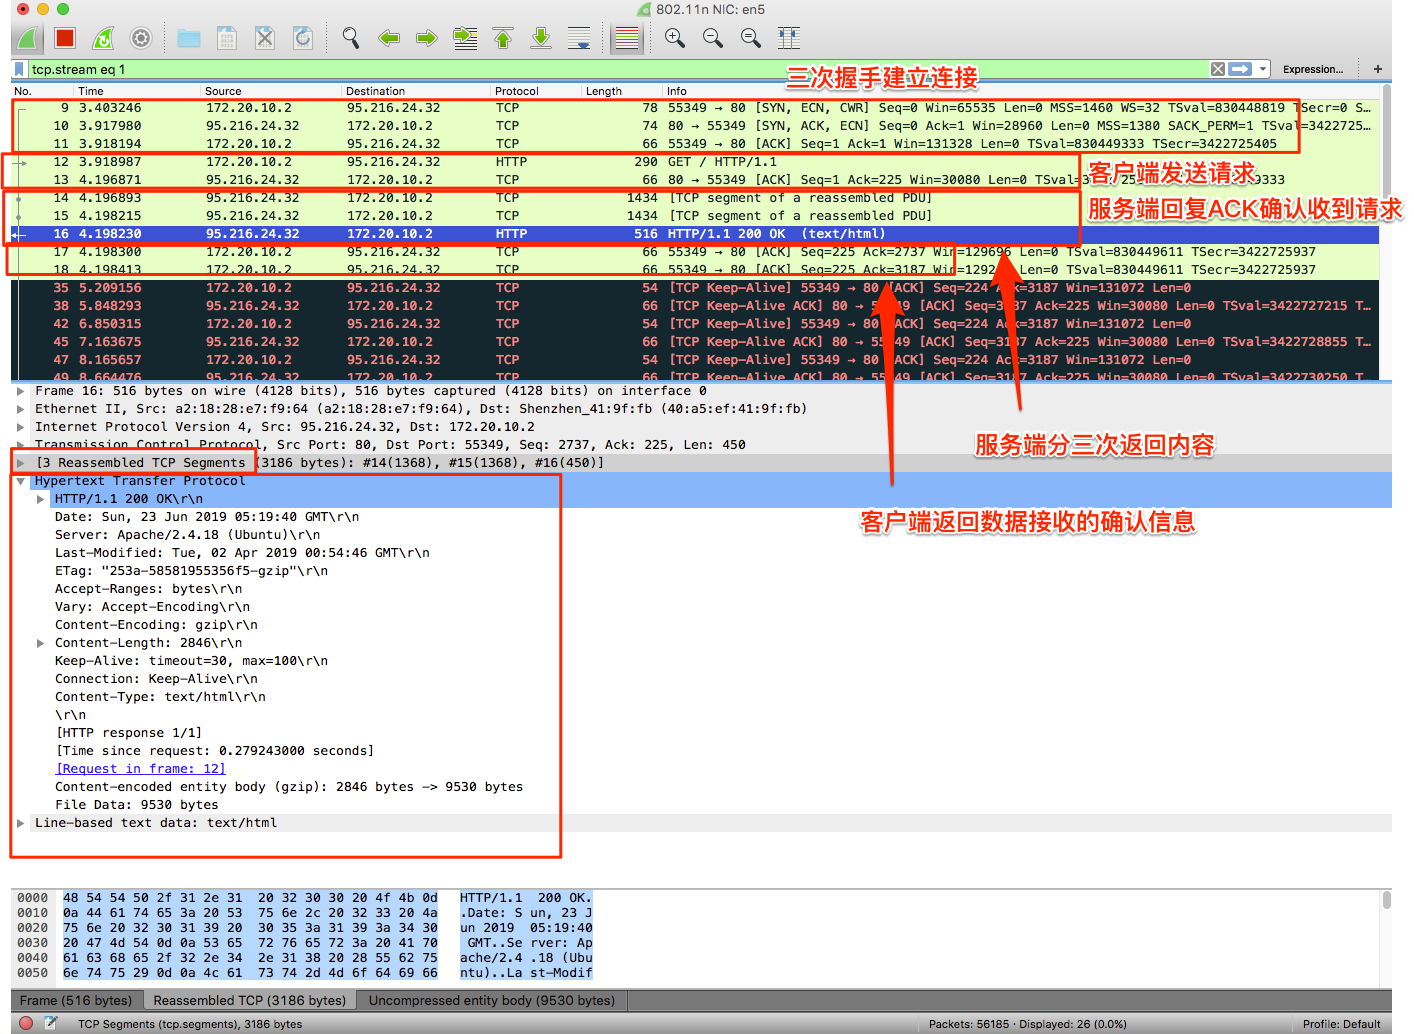 802.11n NIC: en5
tcp.stream eq 1
Expression...
+
三次握手建立连接
No. Time Source Destination Protocol Length Info
9 3.403246 172.20.10.2 95.216.24.32 TCP 78 55349 → 80 [SYN, ECN, CWR] Seq=0 Win=65535 Len=0 MSS=1460 WS=32 TSval=830448819 TSecr=0 S…
10 3.917980 95.216.24.32 172.20.10.2 TCP 74 80 → 55349 [SYN, ACK, ECN] Seq=0 Ack=1 Win=28960 Len=0 MSS=1380 SACK_PERM=1 TSval=3422725…
11 3.918194 172.20.10.2 95.216.24.32 TCP 66 55349 → 80 [ACK] Seq=1 Ack=1 Win=131328 Len=0 TSval=830449333 TSecr=3422725405
12 3.918987 172.20.10.2 95.216.24.32 HTTP 290 GET / HTTP/1.1
客户端发送请求
13 4.196871 95.216.24.32 172.20.10.2 TCP 66 80 → 55349 [ACK] Seq=1 Ack=225 Win=30080 Len=0
14 4.196893 95.216.24.32 172.20.10.2 TCP 1434 [TCP segment of a reassembled PDU]
服务端回复ACK确认收到请求
15 4.198215 95.216.24.32 172.20.10.2 TCP 1434 [TCP segment of a reassembled PDU]
16 4.198230 95.216.24.32 172.20.10.2 HTTP 516 HTTP/1.1 200 OK (text/html)
17 4.198300 172.20.10.2 95.216.24.32 TCP 66 55349 → 80 [ACK] Seq=225 Ack=2737 Win=129696 Len=0 TSval=830449611 TSecr=3422725937
18 4.198413 172.20.10.2 95.216.24.32 TCP 66 55349 → 80 [ACK] Seq=225 Ack=3187 Len=0 TSval=830449611 TSecr=3422725937
35 5.209156 172.20.10.2 95.216.24.32 TCP 54 [TCP Keep-Alive] 55349 → 80 [ACK] Seq=224 Ack=3187 Win=131072 Len=0
38 5.848293 95.216.24.32 172.20.10.2 TCP 66 [TCP Keep-Alive ACK] 80 → 55349 [ACK] Seq=3187 Ack=225 Win=30080 Len=0 TSval=3422727215 T…
42 6.850315 172.20.10.2 95.216.24.32 TCP 54 [TCP Keep-Alive] 55349 → 80 [ACK] Seq=224 Ack=3187 Win=131072 Len=0
45 7.163675 95.216.24.32 172.20.10.2 TCP 66 [TCP Keep-Alive ACK] 80 → 55349 [ACK] Seq=3187 Ack=225 Win=30080 Len=0 TSval=3422728855 T…
47 8.165657 172.20.10.2 95.216.24.32 TCP 54 [TCP Keep-Alive] 55349 → 80 [ACK] Seq=224 Ack=3187 Win=131072 Len=0
49 8.664476 95.216.24.32 172.20.10.2 TCP 66 [TCP Keep-Alive ACK] 80 → 55349 [ACK] Seq=3187 Ack=225 Win=30080 Len=0 TSval=3422730250 T…
Frame 16: 516 bytes on wire (4128 bits), 516 bytes captured (4128 bits) on interface 0
Ethernet II, Src: a2:18:28:e7:f9:64 (a2:18:28:e7:f9:64), Dst: Shenzhen_41:9f:fb (40:a5:ef:41:9f:fb)
Internet Protocol Version 4, Src: 95.216.24.32, Dst: 172.20.10.2
Transmission Control Protocol, Src Port: 80, Dst Port: 55349, Seq: 2737, Ack: 225, Len: 450
服务端分三次返回内容
[3 Reassembled TCP Segments (3186 bytes): #14(1368), #15(1368), #16(450)]
Hypertext Transfer Protocol
HTTP/1.1 200 OK\r\n
Date: Sun, 23 Jun 2019 05:19:40 GMT\r\n
客户端返回数据接收的确认信息
Server: Apache/2.4.18 (Ubuntu)\r\n
Last-Modified: Tue, 02 Apr 2019 00:54:46 GMT\r\n
ETag: "253a-58581955356f5-gzip"\r\n
Accept-Ranges: bytes\r\n
Vary: Accept-Encoding\r\n
Content-Encoding: gzip\r\n
Content-Length: 2846\r\n
Keep-Alive: timeout=30, max=100\r\n
Connection: Keep-Alive\r\n
Content-Type: text/html\r\n
\r\n
[HTTP response 1/1]
[Time since request: 0.279243000 seconds]
[Request in frame: 12]
Content-encoded entity body (gzip): 2846 bytes -> 9530 bytes
File Data: 9530 bytes
Line-based text data: text/html
0000 48 54 54 50 2f 31 2e 31 20 32 30 30 20 4f 4b 0d HTTP/1.1 200 OK.
0010 0a 44 61 74 65 3a 20 53 75 6e 2c 20 32 33 20 4a .Date: S un, 23 J
0020 75 6e 20 32 30 31 39 20 30 35 3a 31 39 3a 34 30 un 2019 05:19:40
0030 20 47 4d 54 0d 0a 53 65 72 76 65 72 3a 20 41 70 GMT..Se rver: Ap
0040 61 63 68 65 2f 32 2e 34 2e 31 38 20 28 55 62 75 ache/2.4 .18 (Ubu
0050 6e 74 75 29 0d 0a 4c 61 73 74 2d 4d 6f 64 69 66 ntu)..La st-Modif
Frame (516 bytes) Reassembled TCP (3186 bytes) Uncompressed entity body (9530 bytes)
TCP Segments (tcp.segments), 3186 bytes Packets: 56185 · Displayed: 26 (0.0%) Profile: Default